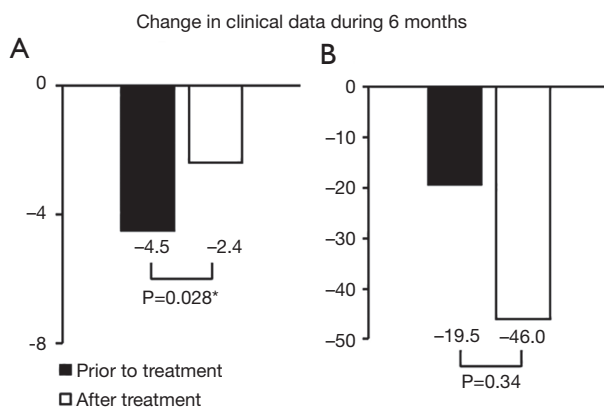 Change in clinical data during 6 months
A
0
−4
-8
−4.5 −2.4
P=0.028*
Prior to treatment
After treatment
B
0
−10
−20
−30
−40
−50
−19.5 −46.0
P=0.34